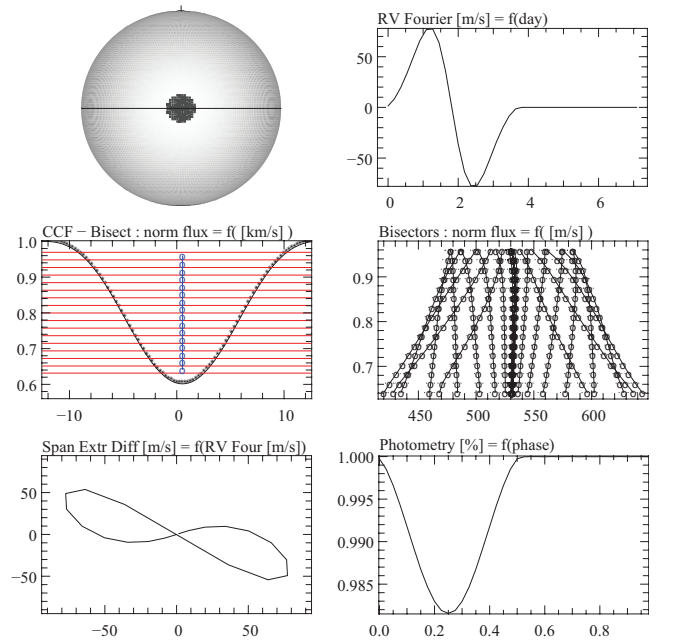 RV Fourier [m/s] = f(day)
50
0
−50
0 2 4 6
CCF − Bisect : norm flux = f( [km/s] )
1.0
0.9
0.8
0.7
0.6
−10 0 10
Bisectors : norm flux = f( [m/s] )
0.9
0.8
0.7
450 500 550 600
Span Extr Diff [m/s] = f(RV Four [m/s])
50
0
−50
−50 0 50
Photometry [%] = f(phase)
1.000
0.995
0.990
0.985
0.0 0.2 0.4 0.6 0.8